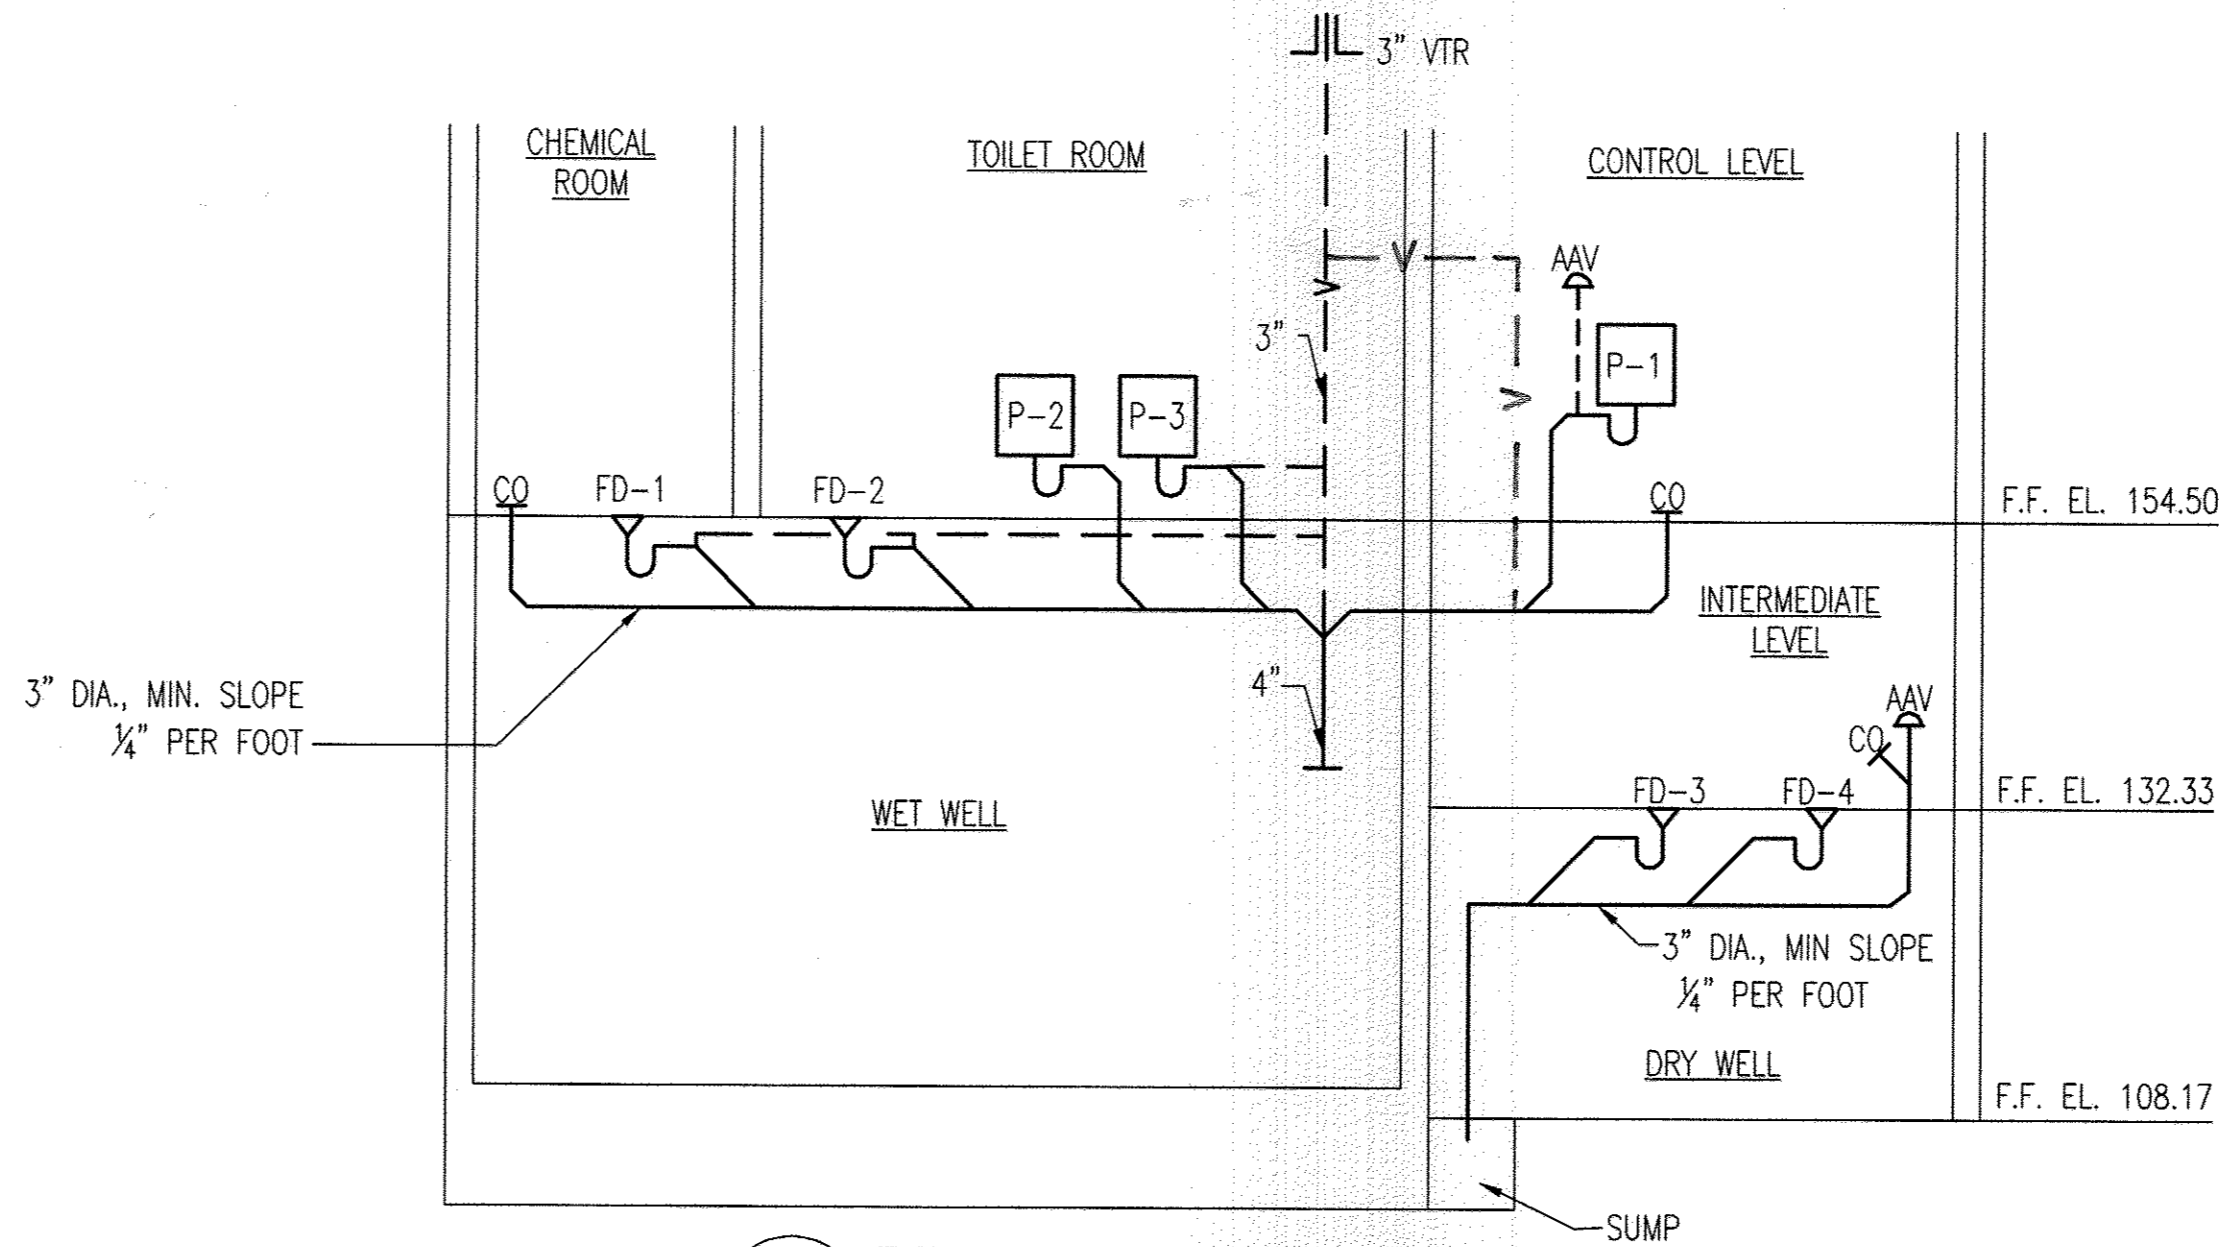 3" VTR
CHEMICAL
ROOM
TOILET ROOM
CONTROL LEVEL
V
AAV
V
3"
P-1
P-2
P-3
V
CO
FD-1
FD-2
CO
F.F. EL. 154.50
INTERMEDIATE
LEVEL
3" DIA., MIN. SLOPE
¼" PER FOOT
4"
AAV
CO
WET WELL
FD-3
FD-4
F.F. EL. 132.33
3" DIA., MIN SLOPE
¼" PER FOOT
DRY WELL
F.F. EL. 108.17
SUMP